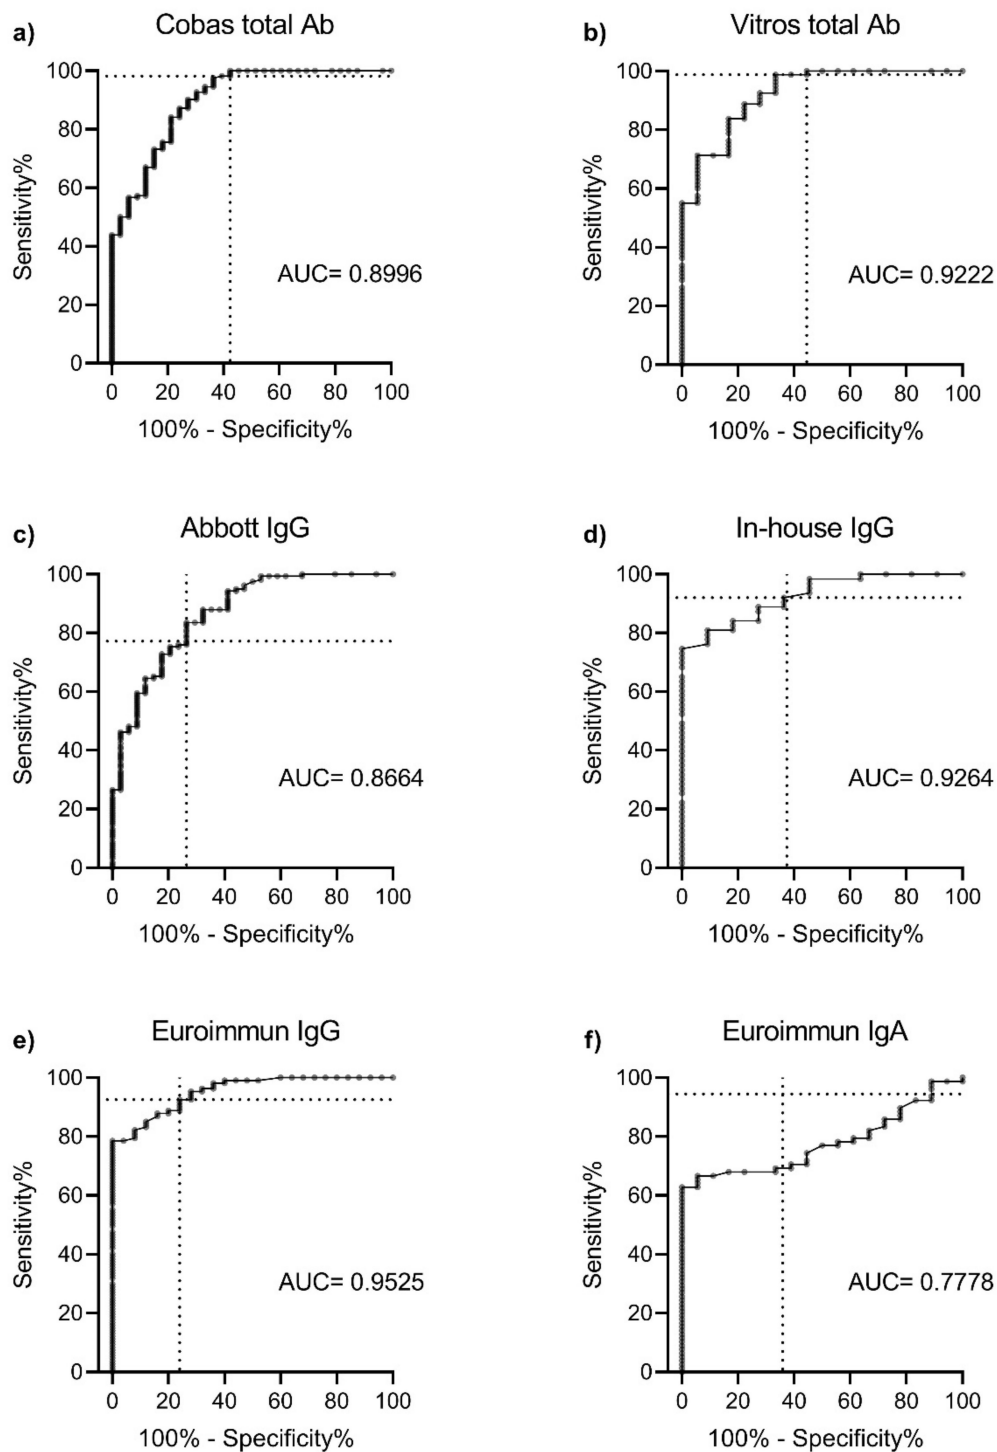 a)
Cobas total Ab
100
80
60
40
20
0
Sensitivity%
AUC= 0.8996
0 20 40 60 80 100
100% - Specificity%
b)
Vitros total Ab
100
80
60
40
20
0
Sensitivity%
AUC= 0.9222
0 20 40 60 80 100
100% - Specificity%
c)
Abbott IgG
100
80
60
40
20
0
Sensitivity%
AUC= 0.8664
0 20 40 60 80 100
100% - Specificity%
d)
In-house IgG
100
80
60
40
20
0
Sensitivity%
AUC= 0.9264
0 20 40 60 80 100
100% - Specificity%
e)
Euroimmun IgG
100
80
60
40
20
0
Sensitivity%
AUC= 0.9525
0 20 40 60 80 100
100% - Specificity%
f)
Euroimmun IgA
100
80
60
40
20
0
Sensitivity%
AUC= 0.7778
0 20 40 60 80 100
100% - Specificity%